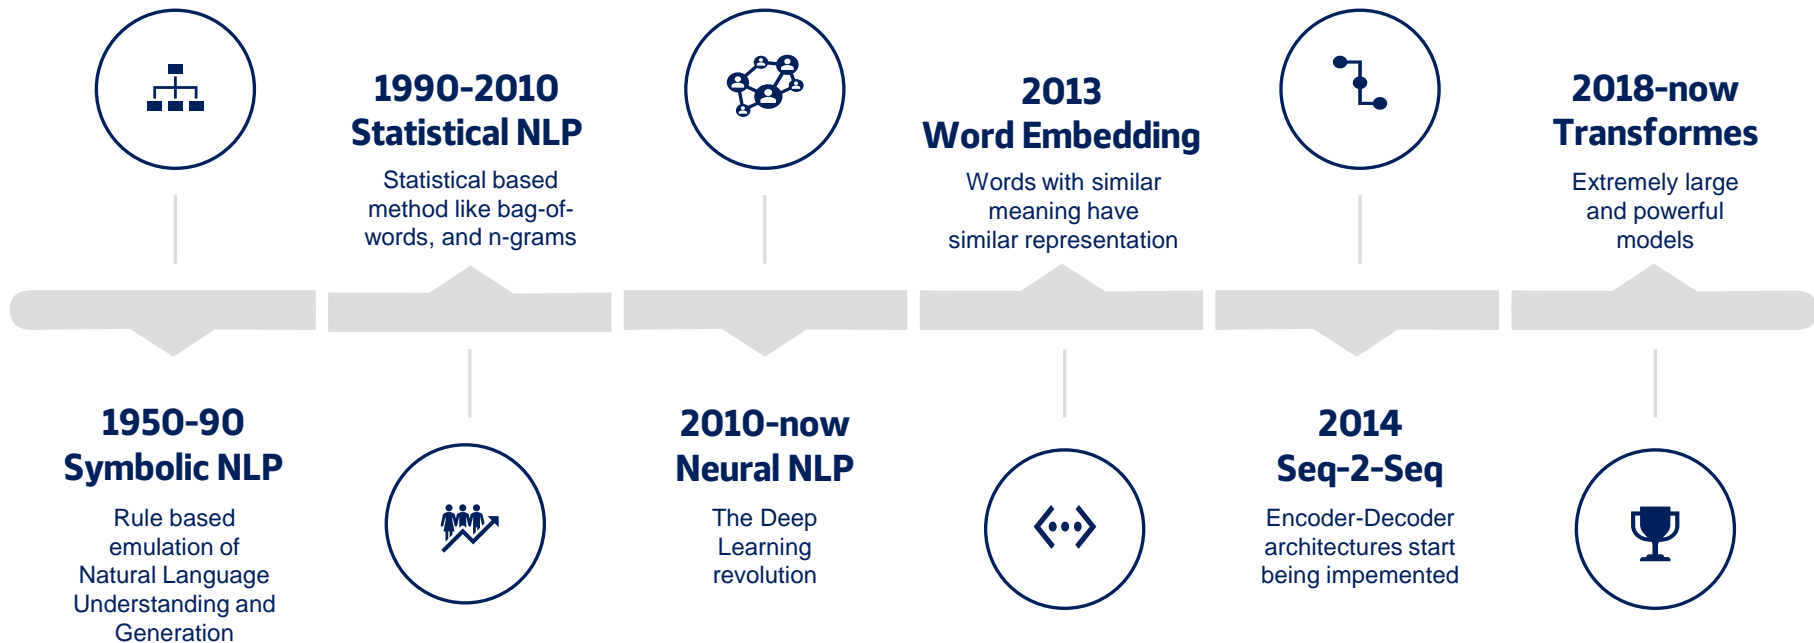 1950-90
Symbolic NLP
Rule based
emulation of
Natural Language
Understanding and
Generation
1990-2010
Statistical NLP
Statistical based
method like bag-of-
words, and n-grams
2010-now
Neural NLP
The Deep
Learning
revolution
2013
Word Embedding
Words with similar
meaning have
similar representation
2014
Seq-2-Seq
Encoder-Decoder
architectures start
being impemented
2018-now
Transformes
Extremely large
and powerful
models